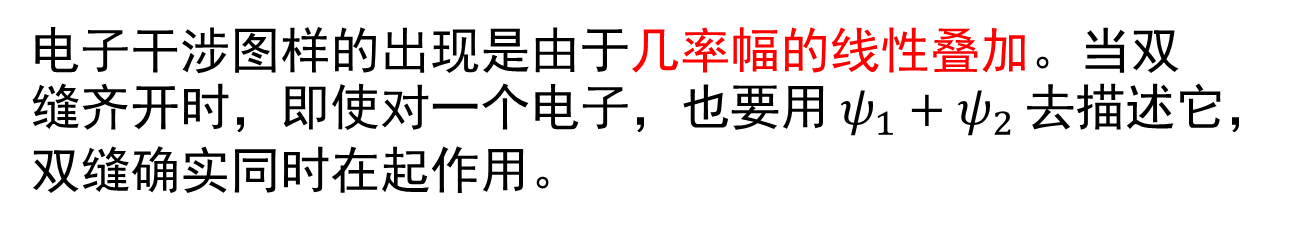 电子干涉图样的出现是由于几率幅的线性叠加。当双
缝齐开时，即使对一个电子，也要用 ψ₁ + ψ₂ 去描述它，
双缝确实同时在起作用。